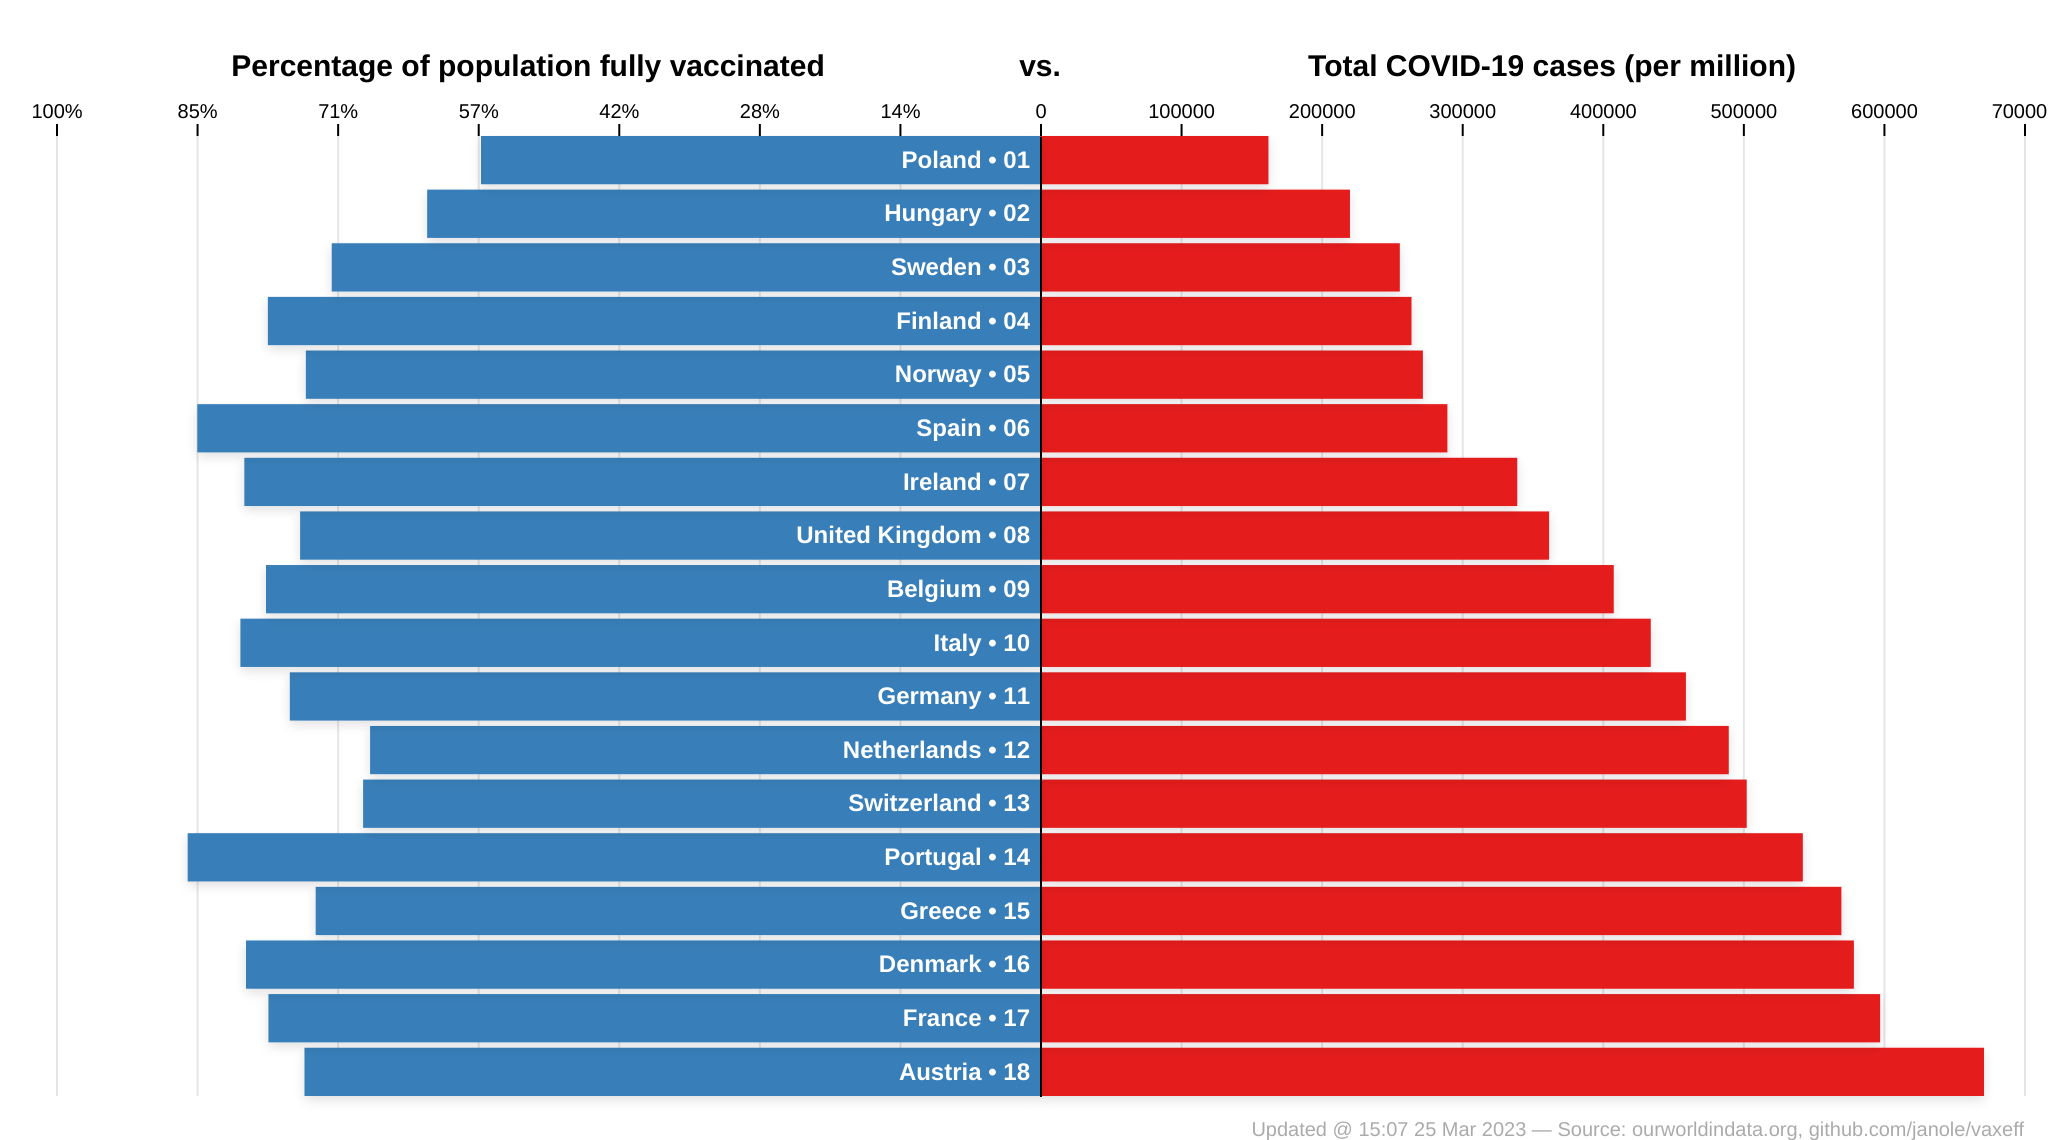 Percentage of population fully vaccinated vs. Total COVID-19 cases (per million)
100% 85% 71% 57% 42% 28% 14% 0 100000 200000 300000 400000 500000 600000 70000
Poland • 01
Hungary • 02
Sweden • 03
Finland • 04
Norway • 05
Spain • 06
Ireland • 07
United Kingdom • 08
Belgium • 09
Italy • 10
Germany • 11
Netherlands • 12
Switzerland • 13
Portugal • 14
Greece • 15
Denmark • 16
France • 17
Austria • 18
Updated @ 15:07 25 Mar 2023 — Source: ourworldindata.org, github.com/janole/vaxeff